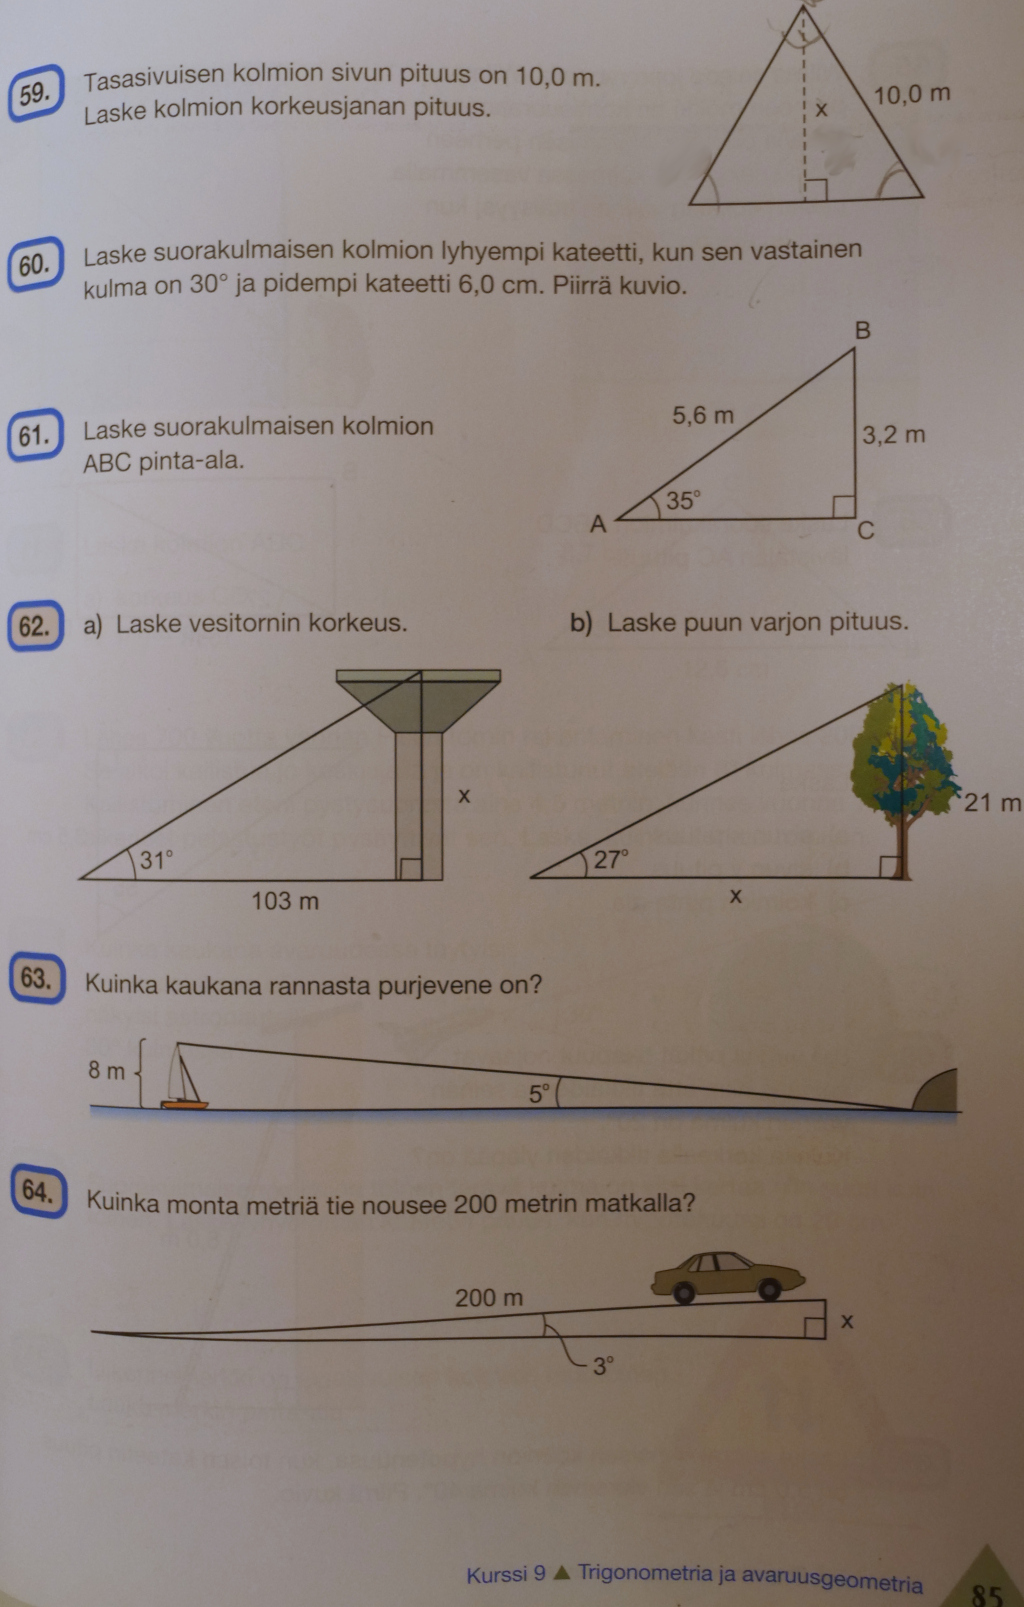 59.
Tasasivuisen kolmion sivun pituus on 10,0 m.
Laske kolmion korkeusjanan pituus.
x
10,0 m
60.
Laske suorakulmaisen kolmion lyhyempi kateetti, kun sen vastainen
kulma on 30° ja pidempi kateetti 6,0 cm. Piirrä kuvio.
61.
Laske suorakulmaisen kolmion
ABC pinta-ala.
B
5,6 m
3,2 m
35°
A
C
62.
a) Laske vesitornin korkeus.
x
31°
103 m
b) Laske puun varjon pituus.
21 m
27°
x
63.
Kuinka kaukana rannasta purjevene on?
8 m
5°
64.
Kuinka monta metriä tie nousee 200 metrin matkalla?
200 m
x
3°
Kurssi 9 ▲ Trigonometria ja avaruusgeometria
85